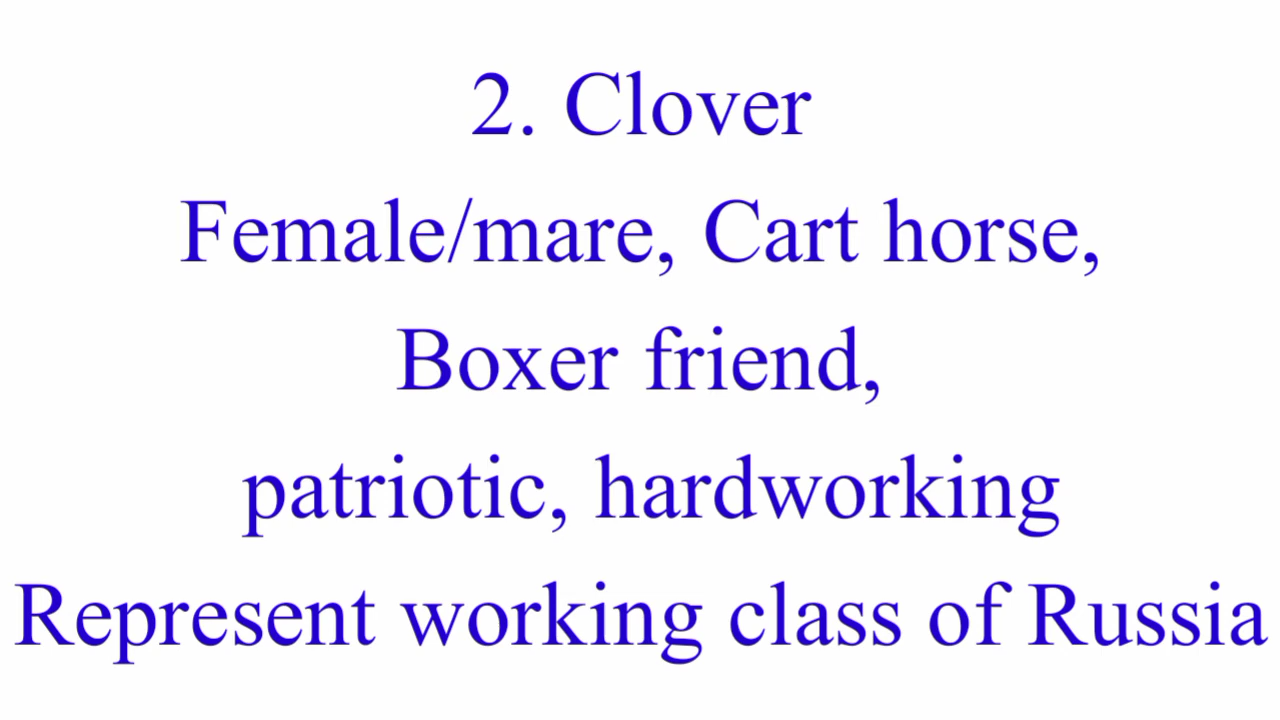 2. Clover
Female/mare, Cart horse,
Boxer friend,
patriotic, hardworking
Represent working class of Russia